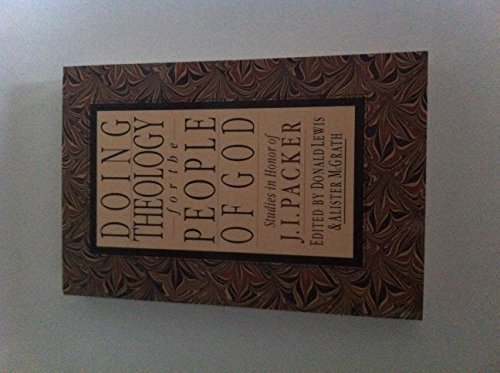 DOING
THEOLOGY
for the
PEOPLE
OF GOD
Studies in Honor of
J. I. PACKER
EDITED BY DONALD LEWIS
& ALISTER MCGRATH